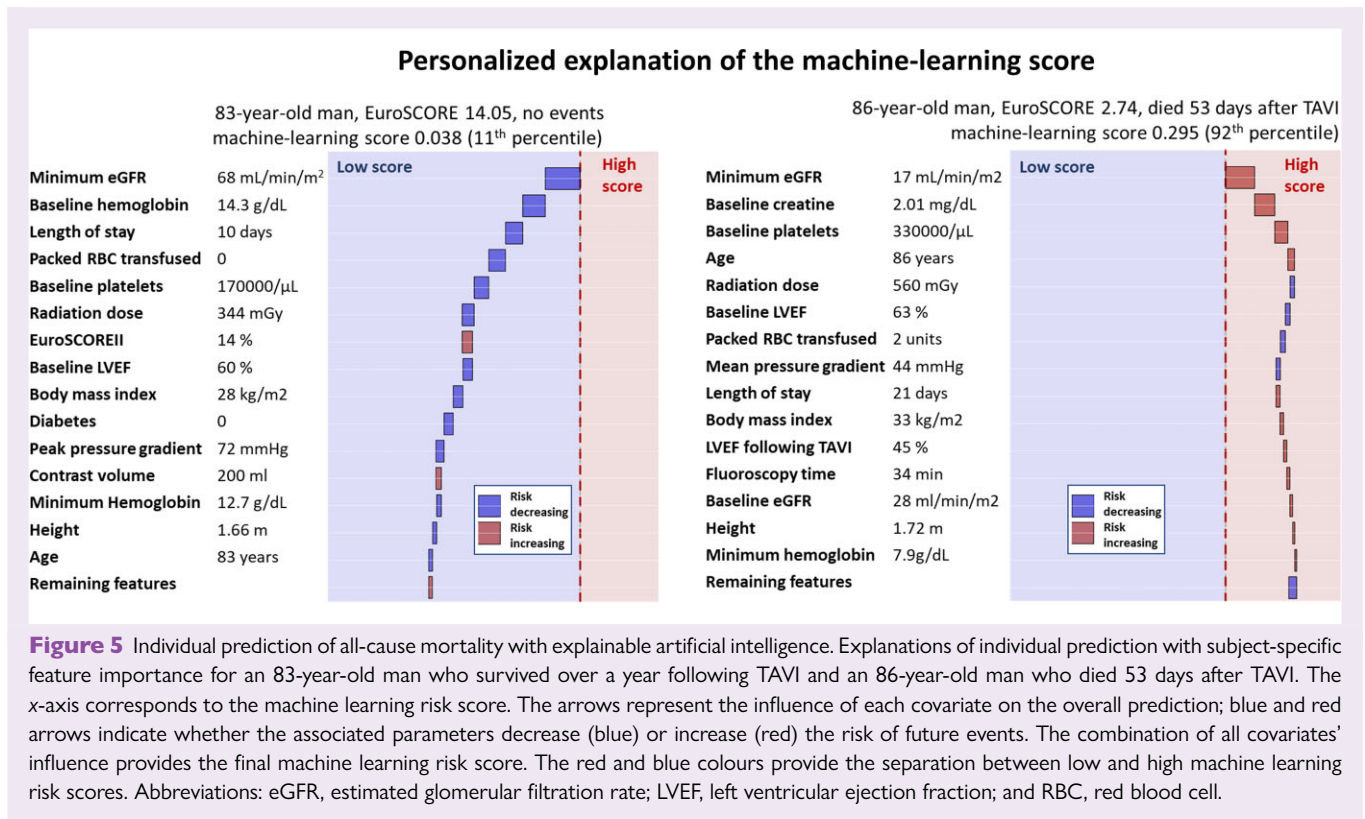 Personalized explanation of the machine-learning score
83-year-old man, EuroSCORE 14.05, no events
machine-learning score 0.038 (11th percentile)
Low score
High
score
Minimum eGFR 68 mL/min/m²
Baseline hemoglobin 14.3 g/dL
Length of stay 10 days
Packed RBC transfused 0
Baseline platelets 170000/µL
Radiation dose 344 mGy
EuroSCOREII 14 %
Baseline LVEF 60 %
Body mass index 28 kg/m2
Diabetes 0
Peak pressure gradient 72 mmHg
Contrast volume 200 ml
Minimum Hemoglobin 12.7 g/dL
Height 1.66 m
Age 83 years
Remaining features
Risk
decreasing
Risk
increasing
86-year-old man, EuroSCORE 2.74, died 53 days after TAVI
machine-learning score 0.295 (92th percentile)
Low score
High
score
Minimum eGFR 17 mL/min/m2
Baseline creatine 2.01 mg/dL
Baseline platelets 330000/µL
Age 86 years
Radiation dose 560 mGy
Baseline LVEF 63 %
Packed RBC transfused 2 units
Mean pressure gradient 44 mmHg
Length of stay 21 days
Body mass index 33 kg/m2
LVEF following TAVI 45 %
Fluoroscopy time 34 min
Baseline eGFR 28 ml/min/m2
Height 1.72 m
Minimum hemoglobin 7.9g/dL
Remaining features
Risk
decreasing
Risk
increasing
Figure 5 Individual prediction of all-cause mortality with explainable artificial intelligence. Explanations of individual prediction with subject-specific
feature importance for an 83-year-old man who survived over a year following TAVI and an 86-year-old man who died 53 days after TAVI. The
x-axis corresponds to the machine learning risk score. The arrows represent the influence of each covariate on the overall prediction; blue and red
arrows indicate whether the associated parameters decrease (blue) or increase (red) the risk of future events. The combination of all covariates'
influence provides the final machine learning risk score. The red and blue colours provide the separation between low and high machine learning
risk scores. Abbreviations: eGFR, estimated glomerular filtration rate; LVEF, left ventricular ejection fraction; and RBC, red blood cell.